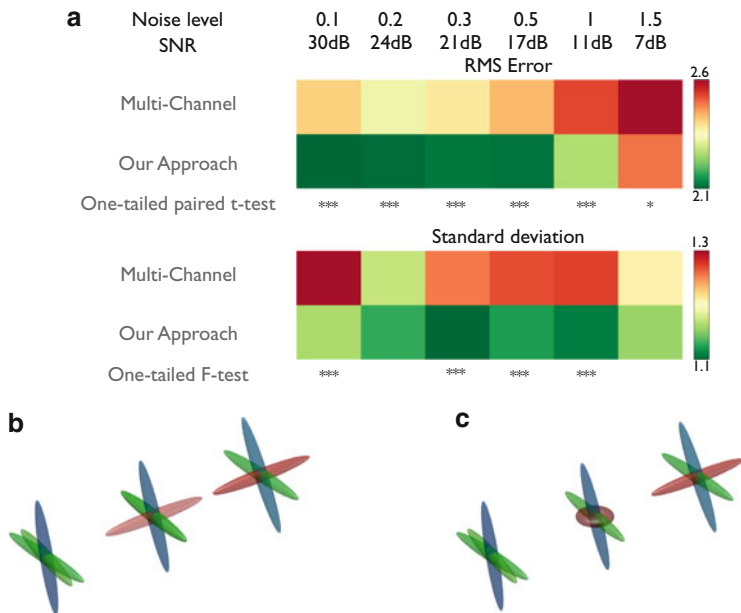 a
Noise level 0.1 0.2 0.3 0.5 1 1.5
SNR 30dB 24dB 21dB 17dB 11dB 7dB
RMS Error
2.6
Multi-Channel
Our Approach
2.1
One-tailed paired t-test *** *** *** *** *** *
Standard deviation
1.3
Multi-Channel
Our Approach
1.1
One-tailed F-test *** *** *** ***
b
c